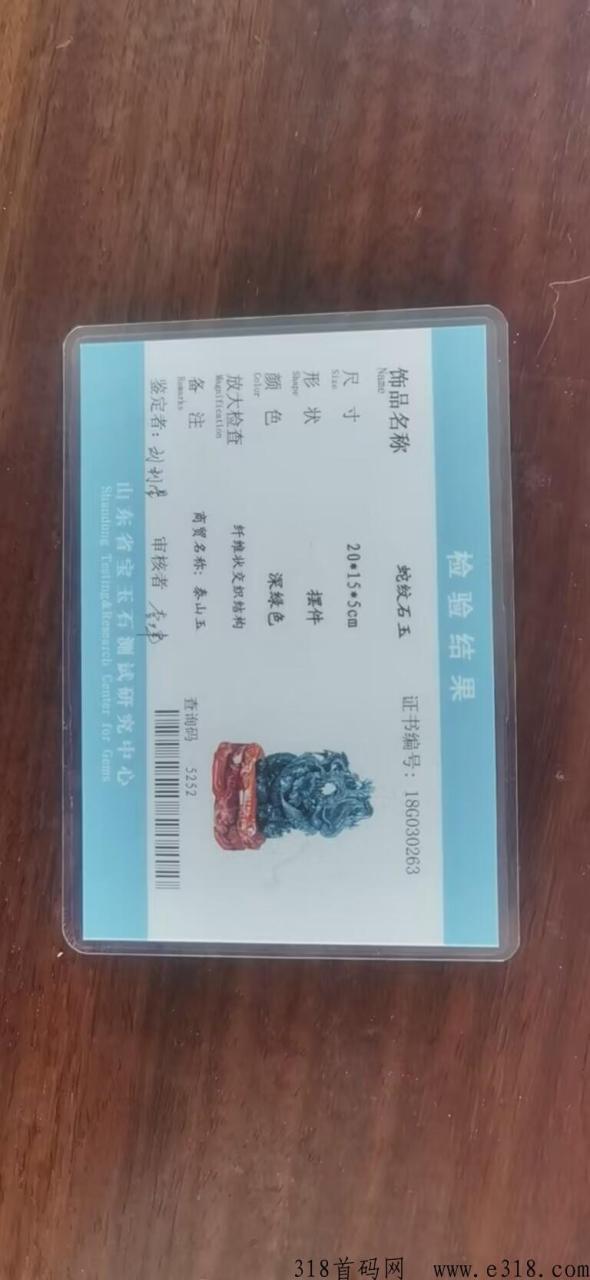 检验结果
证书编号：18G030263
饰品名称 蛇纹石玉
Name
尺寸 20*15*5cm
Size
形状 摆件
Shape
颜色 深绿色
Color
放大检查 纤维状交织结构
Magnification
备注 商贸名称：泰山玉
Remarks
查询码 5252
鉴定者： 审核者
山东省宝玉石测试研究中心
Shandong Testing&Research Center for Gems
318首码网 www.e318.com